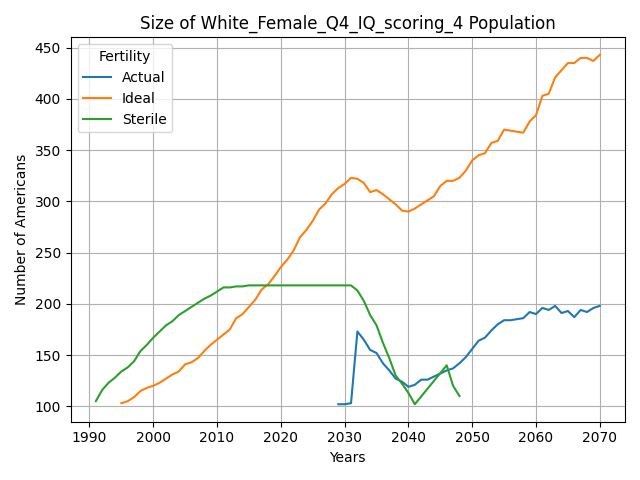 Size of White_Female_Q4_IQ_scoring_4 Population
Fertility
Actual
Ideal
Sterile
Number of Americans
450
400
350
300
250
200
150
100
1990 2000 2010 2020 2030 2040 2050 2060 2070
Years